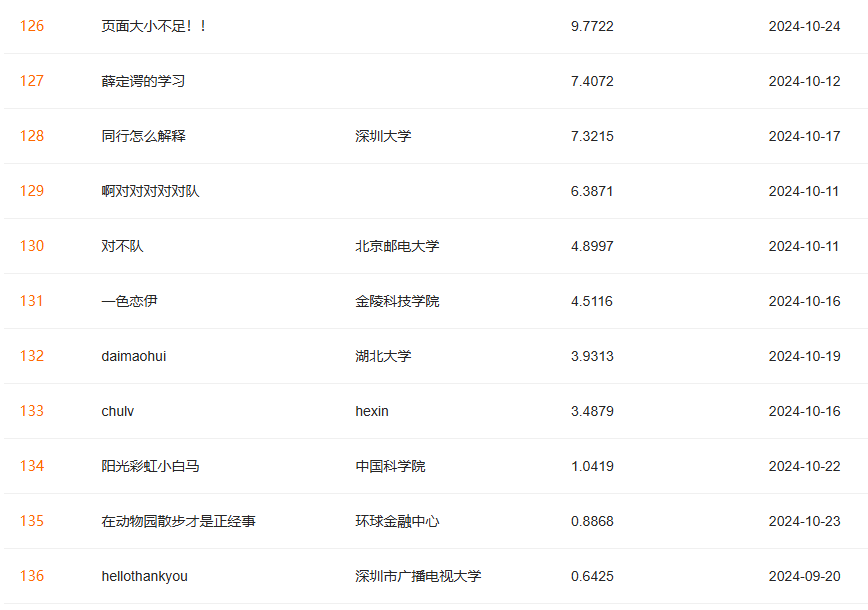 126 页面大小不足！！ 9.7722 2024-10-24
127 薛定谔的学习 7.4072 2024-10-12
128 同行怎么解释 深圳大学 7.3215 2024-10-17
129 啊对对对对对队 6.3871 2024-10-11
130 对不队 北京邮电大学 4.8997 2024-10-11
131 一色恋伊 金陵科技学院 4.5116 2024-10-16
132 daimaohui 湖北大学 3.9313 2024-10-19
133 chulv hexin 3.4879 2024-10-16
134 阳光彩虹小白马 中国科学院 1.0419 2024-10-22
135 在动物园散步才是正经事 环球金融中心 0.8868 2024-10-23
136 hellothankyou 深圳市广播电视大学 0.6425 2024-09-20